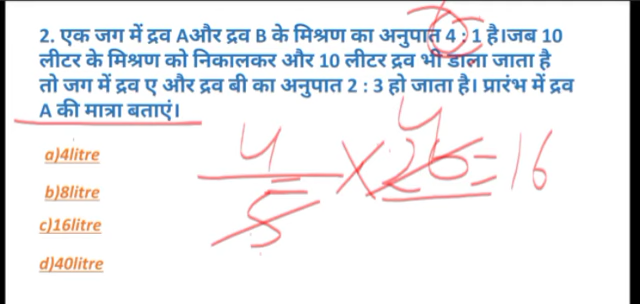 2. एक जग में द्रव Aऔर द्रव B के मिश्रण का अनुपात 4 : 1 है।जब 10
लीटर के मिश्रण को निकालकर और 10 लीटर द्रव भी डाला जाता है
तो जग में द्रव ए और द्रव बी का अनुपात 2 : 3 हो जाता है। प्रारंभ में द्रव
A की मात्रा बताएं।
a)4litre
b)8litre
c)16litre
d)40litre
4
4/5 × 20 = 16